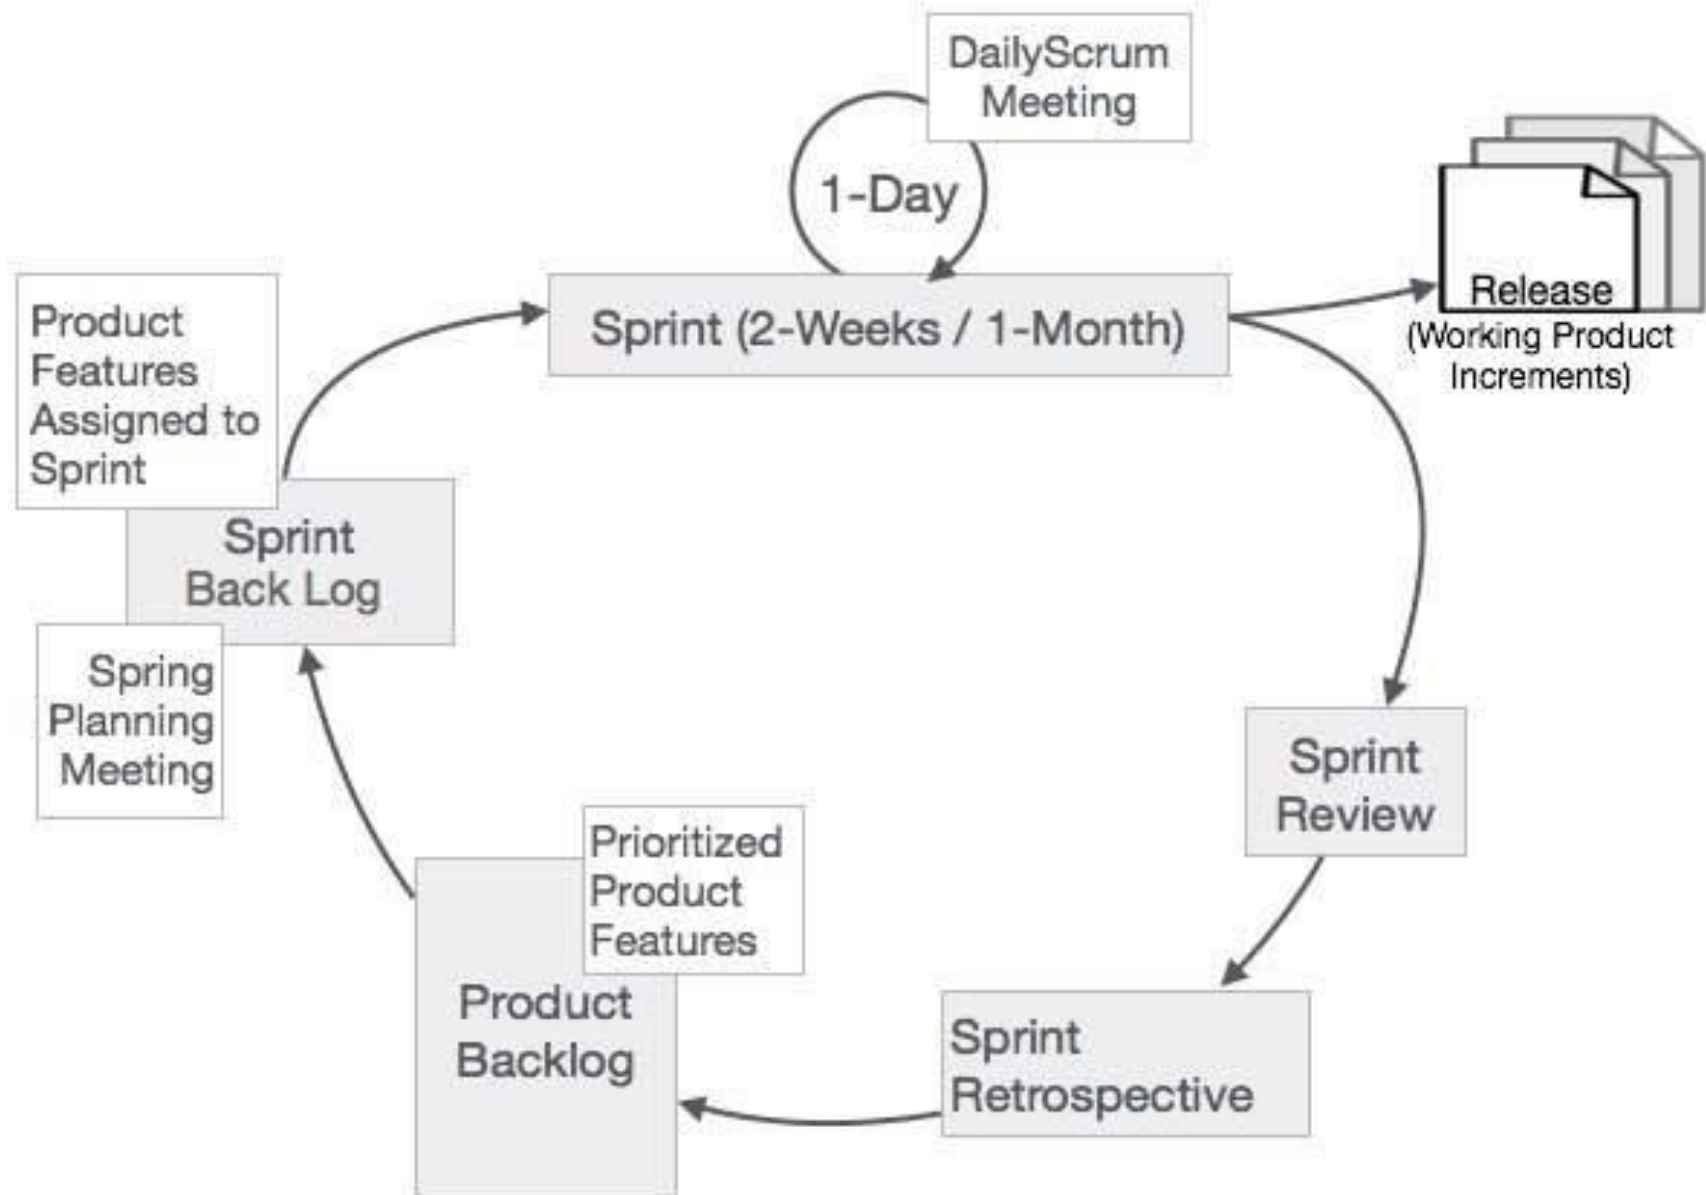 DailyScrum
Meeting
1-Day
Release
(Working Product
Increments)
Product
Features
Assigned to
Sprint
Sprint (2-Weeks / 1-Month)
Sprint
Back Log
Spring
Planning
Meeting
Sprint
Review
Prioritized
Product
Features
Product
Backlog
Sprint
Retrospective